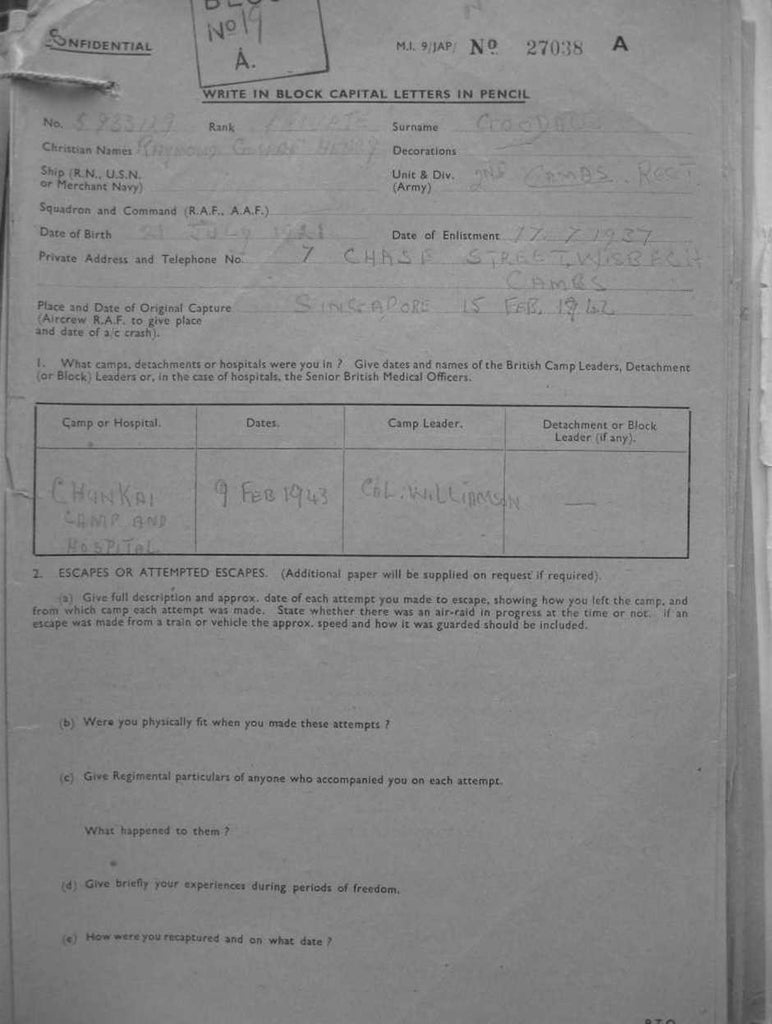 No 19
A.
CONFIDENTIAL
M.I. 9/JAP/ No 27038 A
WRITE IN BLOCK CAPITAL LETTERS IN PENCIL
No. 5933119 Rank PRIVATE Surname GOODALE
Christian Names RAYMOND HENRY Decorations
Ship (R.N., U.S.N. or Merchant Navy)
Unit & Div. (Army) 2ND CAMBS. REGT
Squadron and Command (R.A.F., A.A.F.)
Date of Birth 21 JULY Date of Enlistment 17 7 1937
Private Address and Telephone No. 7 CHASE STREET, WISBECH
CAMBS
Place and Date of Original Capture SINGAPORE 15 FEB. 1942
(Aircrew R.A.F. to give place
and date of a/c crash).
1. What camps, detachments or hospitals were you in ? Give dates and names of the British Camp Leaders, Detachment
(or Block) Leaders or, in the case of hospitals, the Senior British Medical Officers.
Camp or Hospital. Dates. Camp Leader. Detachment or Block
Leader (if any).
CHUNKAI 9 FEB 1943 COL. WILLIAMSON —
CAMP AND
HOSPITAL
2. ESCAPES OR ATTEMPTED ESCAPES. (Additional paper will be supplied on request if required).
(a) Give full description and approx. date of each attempt you made to escape, showing how you left the camp, and
from which camp each attempt was made. State whether there was an air-raid in progress at the time or not. if an
escape was made from a train or vehicle the approx. speed and how it was guarded should be included.
(b) Were you physically fit when you made these attempts ?
(c) Give Regimental particulars of anyone who accompanied you on each attempt.
What happened to them ?
(d) Give briefly your experiences during periods of freedom.
(e) How were you recaptured and on what date ?
PTO